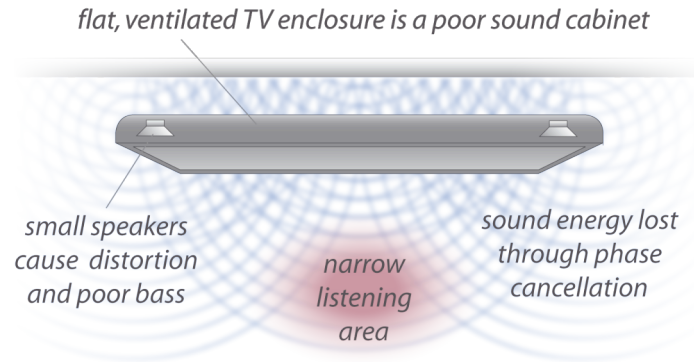 flat, ventilated TV enclosure is a poor sound cabinet
small speakers
cause distortion
and poor bass
narrow
listening
area
sound energy lost
through phase
cancellation